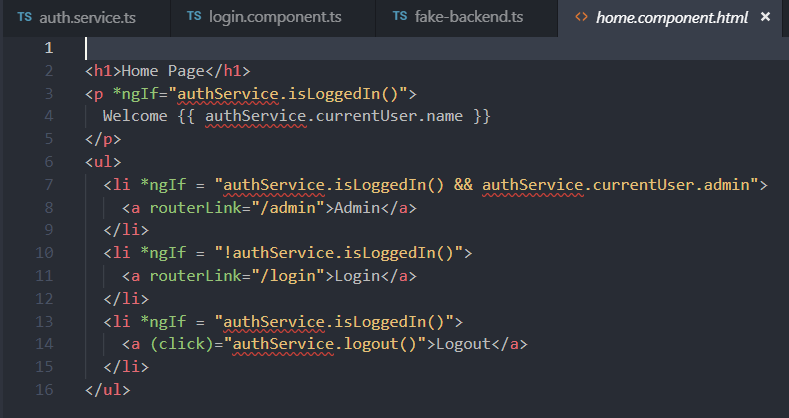 TS auth.service.ts TS login.component.ts TS fake-backend.ts <> home.component.html ×
1
2 <h1>Home Page</h1>
3 <p *ngIf="authService.isLoggedIn()">
4 Welcome {{ authService.currentUser.name }}
5 </p>
6 <ul>
7 <li *ngIf = "authService.isLoggedIn() && authService.currentUser.admin">
8 <a routerLink="/admin">Admin</a>
9 </li>
10 <li *ngIf = "!authService.isLoggedIn()">
11 <a routerLink="/login">Login</a>
12 </li>
13 <li *ngIf = "authService.isLoggedIn()">
14 <a (click)="authService.logout()">Logout</a>
15 </li>
16 </ul>